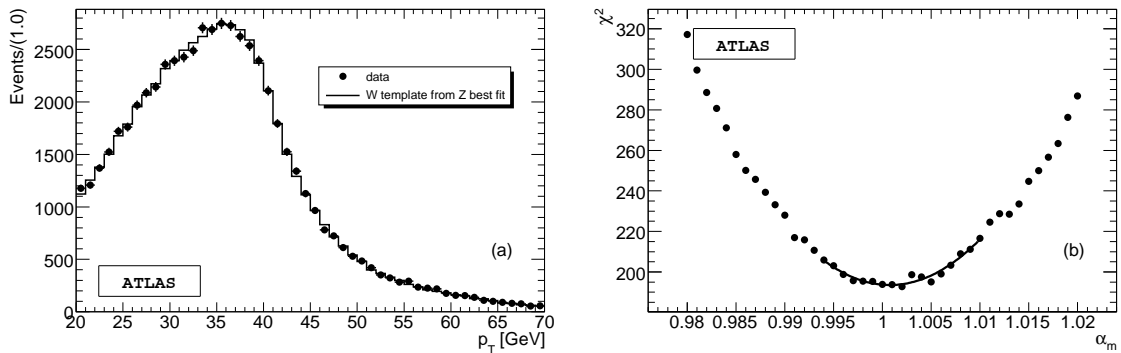 Events/(1.0)
2500
2000
1500
1000
500
0
data
W template from Z best fit
(a)
ATLAS
20 25 30 35 40 45 50 55 60 65 70
p_T [GeV]
χ²
320
300
280
260
240
220
200
ATLAS
(b)
0.98 0.985 0.99 0.995 1 1.005 1.01 1.015 1.02
α_m